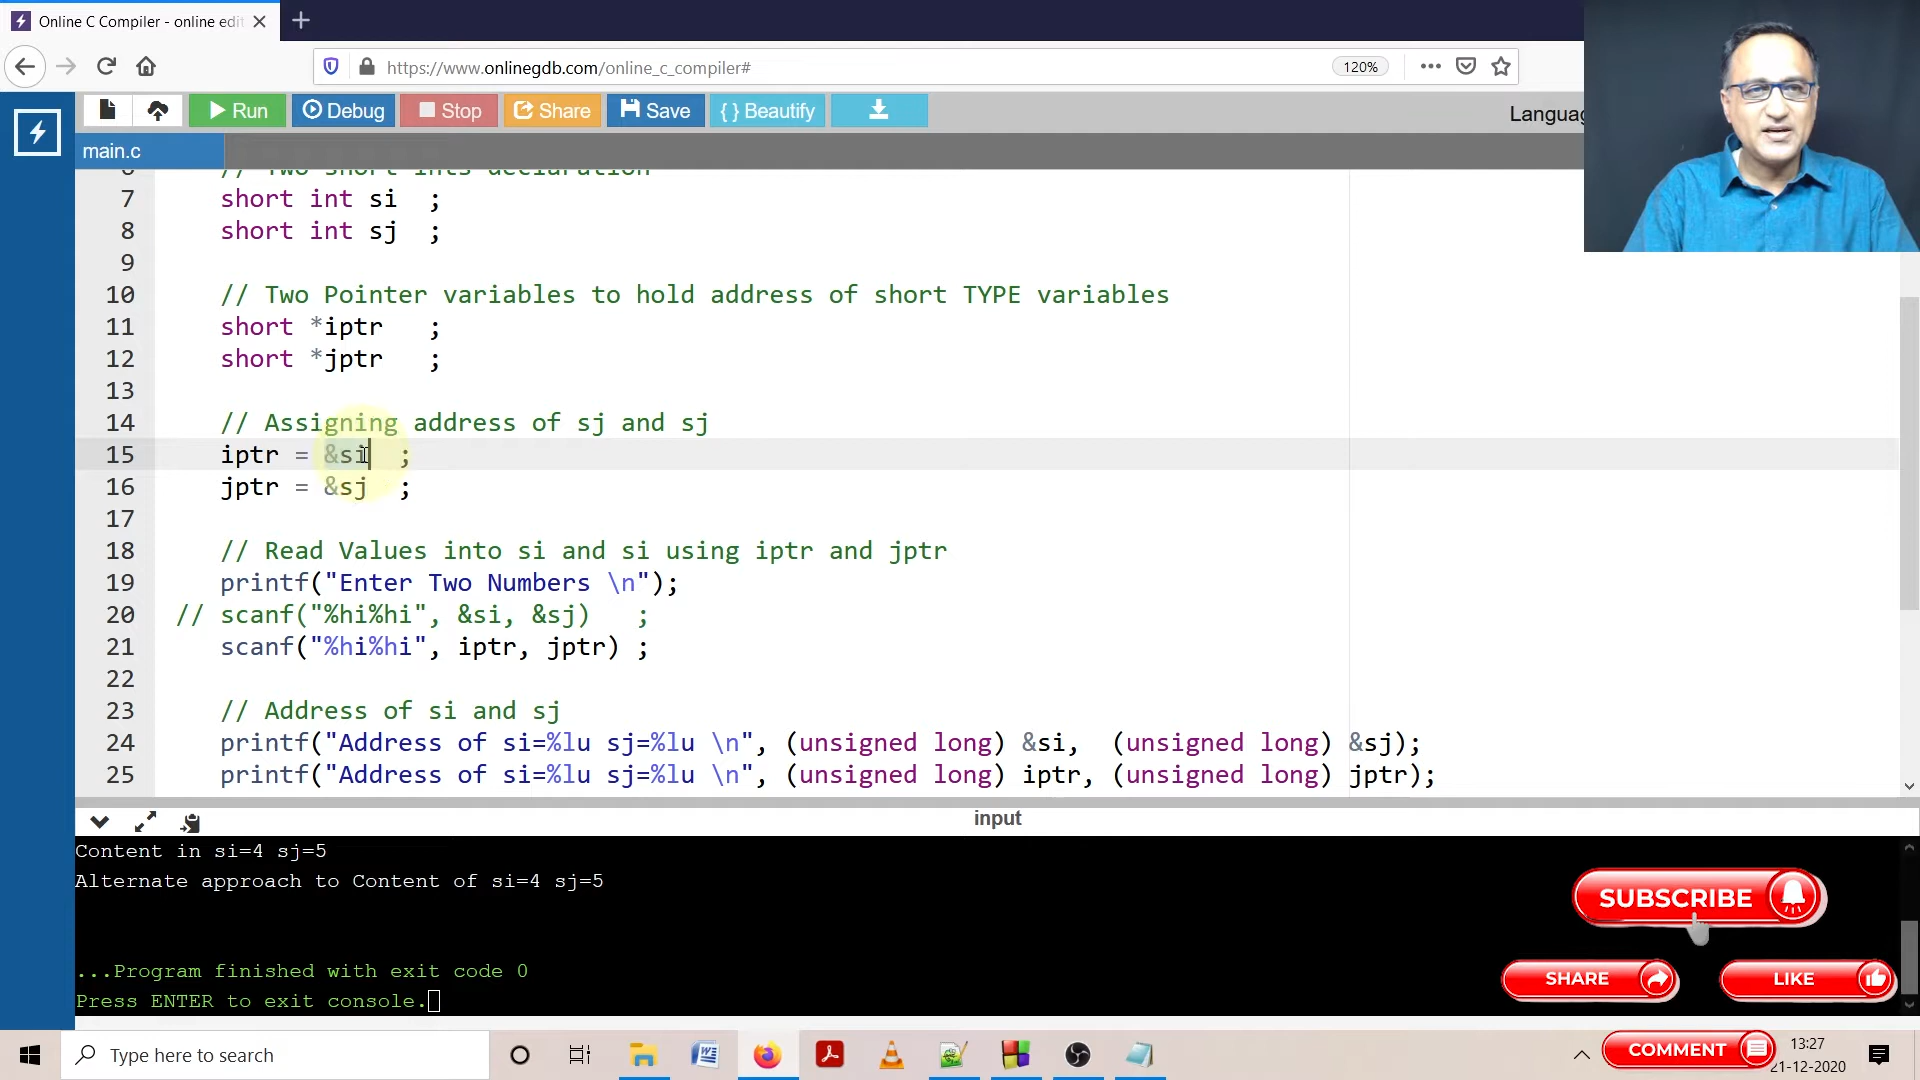 Online C Compiler - online edit
https://www.onlinegdb.com/online_c_compiler#
120%
Run
Debug
Stop
Share
Save
{ } Beautify
Languag
main.c
6 // Two short ints declaration
7 short int si ;
8 short int sj ;
9
10 // Two Pointer variables to hold address of short TYPE variables
11 short *iptr ;
12 short *jptr ;
13
14 // Assigning address of sj and sj
15 iptr = &si ;
16 jptr = &sj ;
17
18 // Read Values into si and si using iptr and jptr
19 printf("Enter Two Numbers \n");
20 // scanf("%hi%hi", &si, &sj) ;
21 scanf("%hi%hi", iptr, jptr) ;
22
23 // Address of si and sj
24 printf("Address of si=%lu sj=%lu \n", (unsigned long) &si, (unsigned long) &sj);
25 printf("Address of si=%lu sj=%lu \n", (unsigned long) iptr, (unsigned long) jptr);
input
Content in si=4 sj=5
Alternate approach to Content of si=4 sj=5
...Program finished with exit code 0
Press ENTER to exit console.
SUBSCRIBE
SHARE
LIKE
COMMENT
Type here to search
13:27
21-12-2020